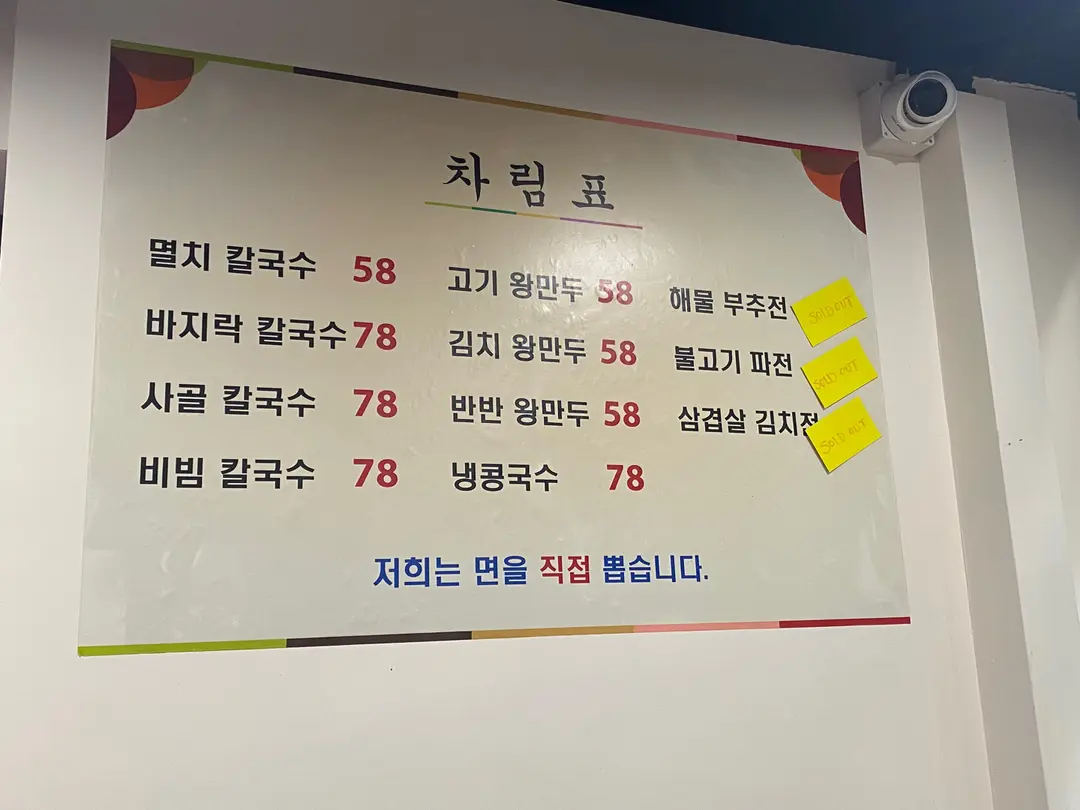 차림표
멸치 칼국수 58
바지락 칼국수 78
사골 칼국수 78
비빔 칼국수 78
고기 왕만두 58
김치 왕만두 58
반반 왕만두 58
냉콩국수 78
해물 부추전 SOLD OUT
불고기 파전 SOLD OUT
삼겹살 김치전 SOLD OUT
저희는 면을 직접 뽑습니다.